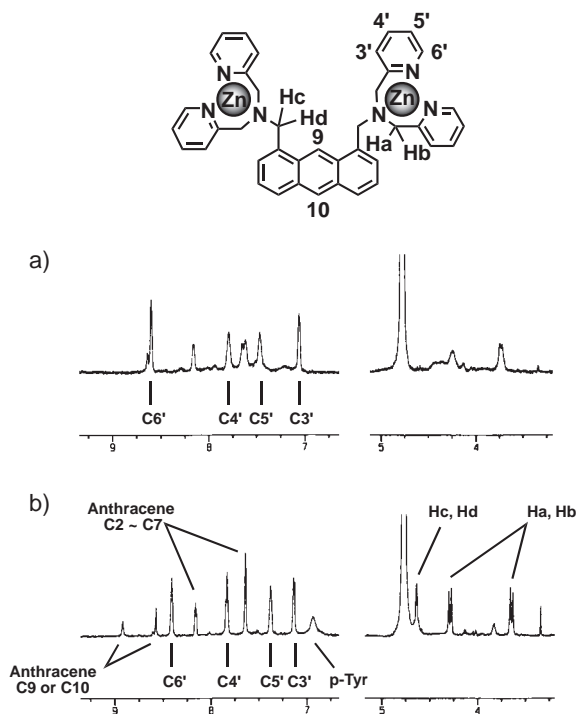 4' 5'
3' 6'
N N N N
Zn Zn
Hc
N N
Hd
9
Ha
Hb
10
a)
C6' C4' C5' C3'
9 8 7 5 4
b)
Anthracene
C2 ~ C7
Hc, Hd
Ha, Hb
Anthracene
C9 or C10
C6' C4' C5' C3'
p-Tyr
9 8 7 5 4